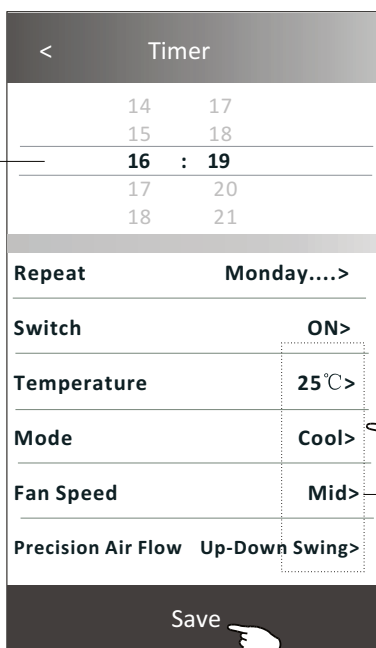 < Timer
14 17
15 18
16 : 19
17 20
18 21
Repeat Monday....>
Switch ON>
Temperature 25℃>
Mode Cool>
Fan Speed Mid>
Precision Air Flow Up-Down Swing>
Save